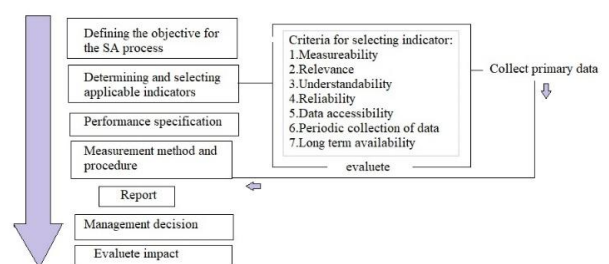 Defining the objective for
the SA process
Determining and selecting
applicable indicators
Performance specification
Measurement method and
procedure
Report
Management decision
Evaluete impact
Criteria for selecting indicator:
1.Measureability
2.Relevance
3.Understandability
4.Reliability
5.Data accessibility
6.Periodic collection of data
7.Long term availability
evaluete
Collect primary data